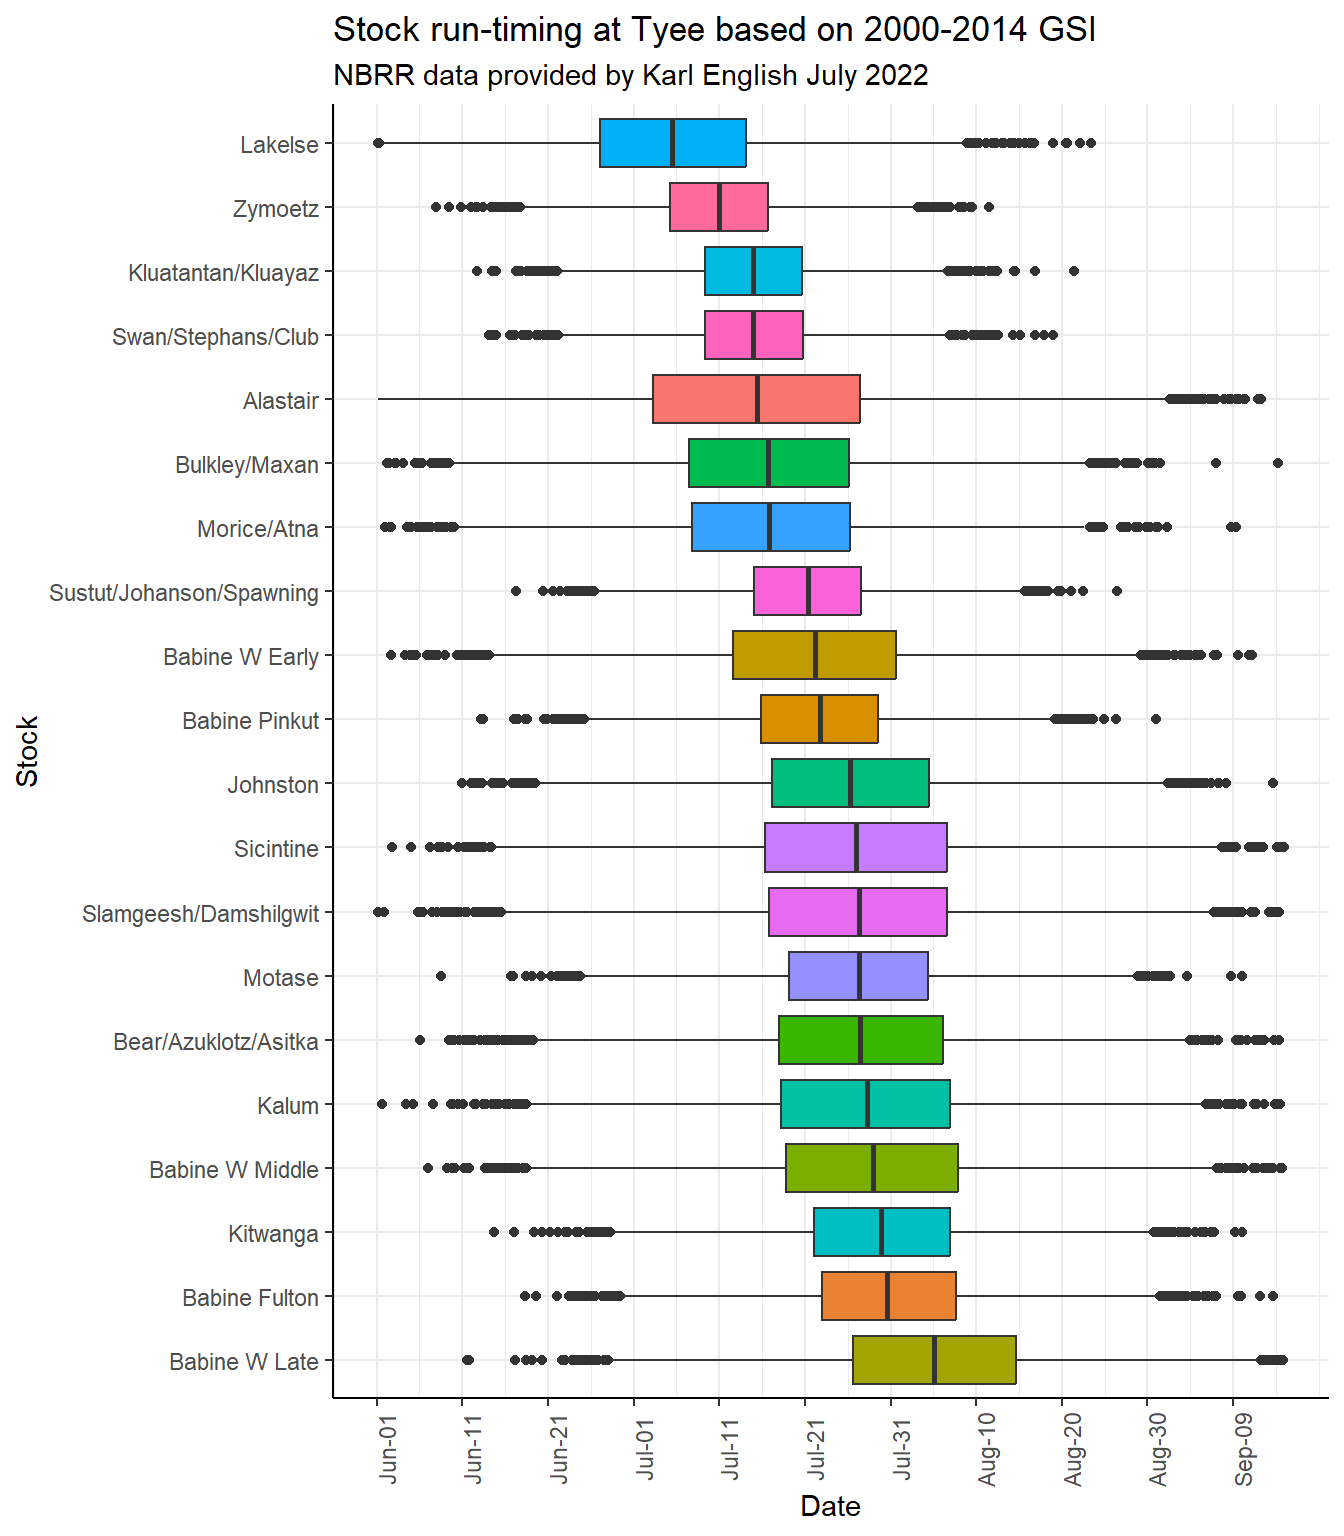 Stock run-timing at Tyee based on 2000-2014 GSI
NBRR data provided by Karl English July 2022
Lakelse
Zymoetz
Kluatantan/Kluayaz
Swan/Stephans/Club
Alastair
Bulkley/Maxan
Morice/Atna
Sustut/Johanson/Spawning
Babine W Early
Babine Pinkut
Johnston
Sicintine
Slamgeesh/Damshilgwit
Motase
Bear/Azuklotz/Asitka
Kalum
Babine W Middle
Kitwanga
Babine Fulton
Babine W Late
Stock
Jun-01
Jun-11
Jun-21
Jul-01
Jul-11
Jul-21
Jul-31
Aug-10
Aug-20
Aug-30
Sep-09
Date